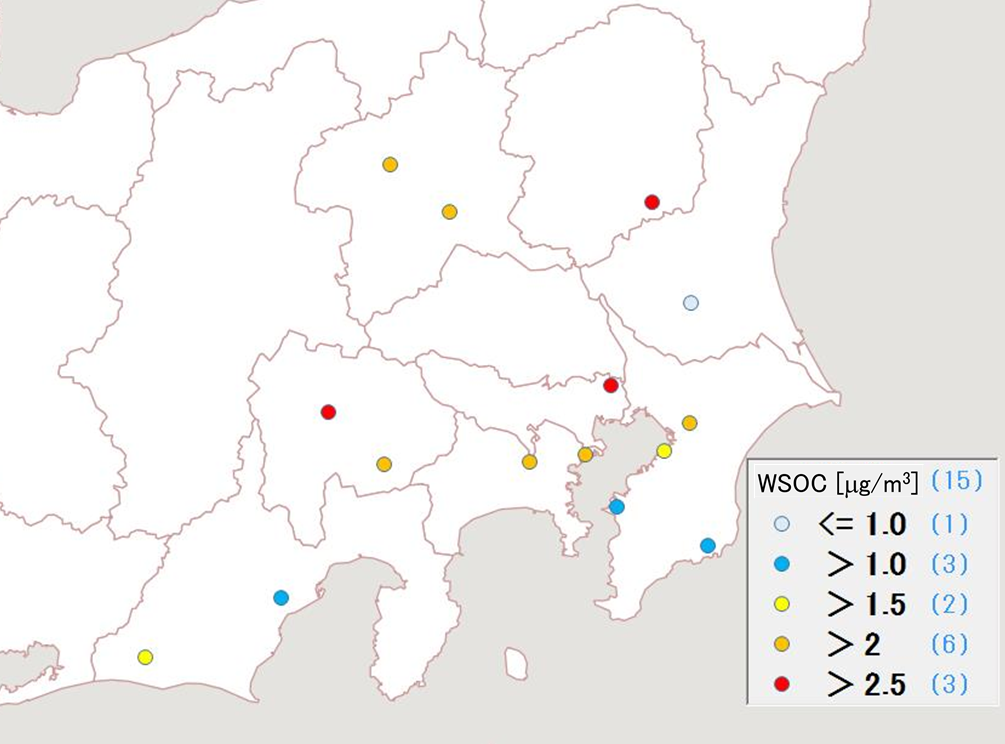 WSOC [μg/m³] (15)
<= 1.0 (1)
> 1.0 (3)
> 1.5 (2)
> 2 (6)
> 2.5 (3)